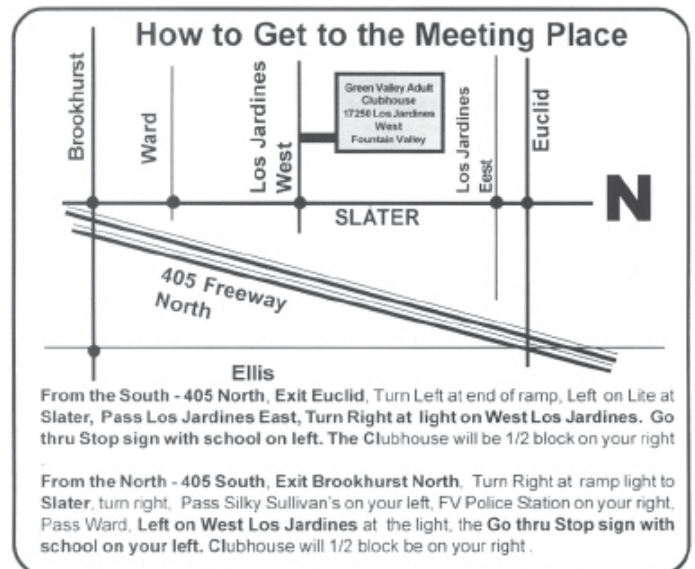 How to Get to the Meeting Place
Brookhurst
Ward
Los Jardines
West
Green Valley Adult
Clubhouse
17250 Los Jardines
West
Fountain Valley
Los Jardines
Eest
Euclid
N
SLATER
405 Freeway
North
Ellis
From the South - 405 North, Exit Euclid, Turn Left at end of ramp, Left on Lite at
Slater, Pass Los Jardines East, Turn Right at light on West Los Jardines. Go
thru Stop sign with school on left. The Clubhouse will be 1/2 block on your right
.
From the North - 405 South, Exit Brookhurst North, Turn Right at ramp light to
Slater, turn right, Pass Silky Sullivan's on your left, FV Police Station on your right,
Pass Ward, Left on West Los Jardines at the light, the Go thru Stop sign with
school on your left. Clubhouse will 1/2 block be on your right .